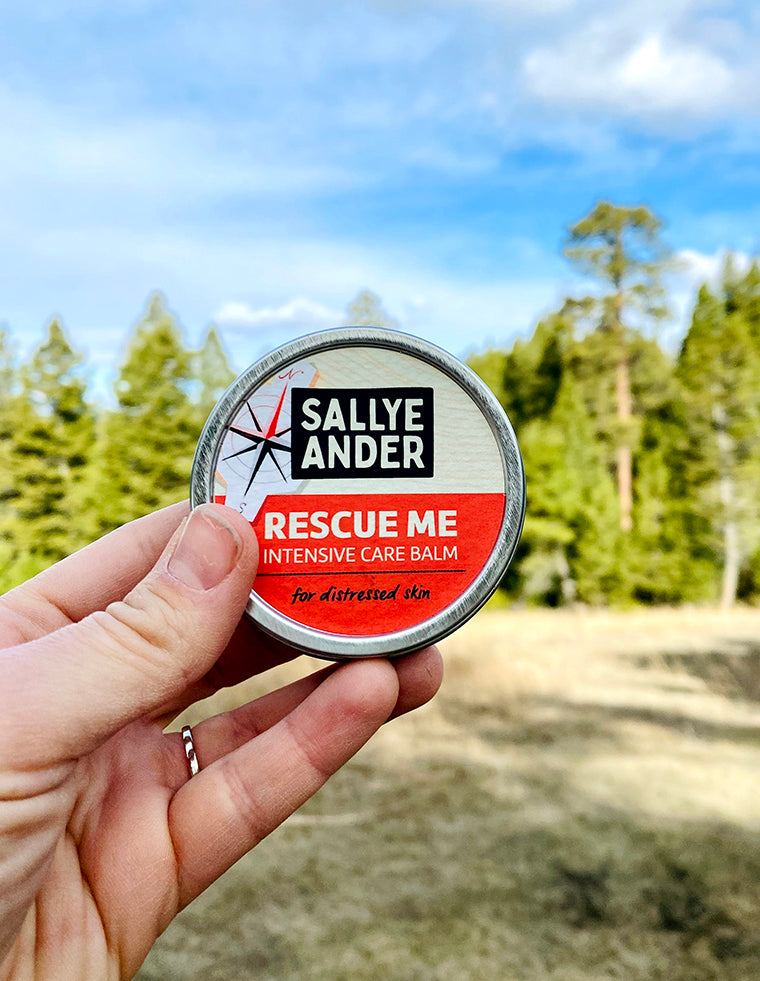 N
SALLYE
ANDER
S
RESCUE ME
INTENSIVE CARE BALM
for distressed skin